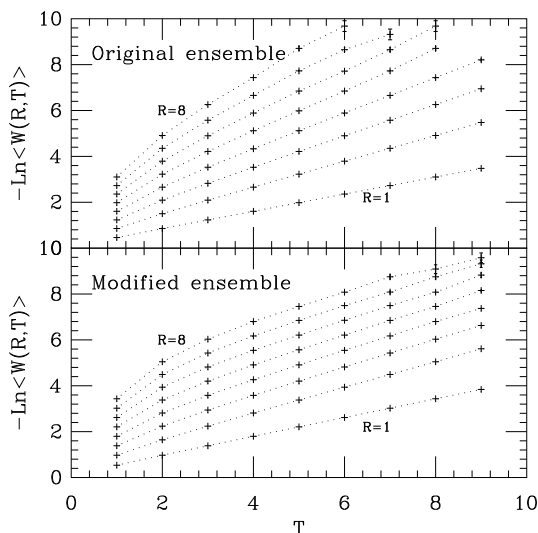 10
Original ensemble
8
R=8
6
-Ln<W(R,T)>
4
2
R=1
10
Modified ensemble
8
R=8
6
-Ln<W(R,T)>
4
2
R=1
0
0 2 4 6 8 10
T